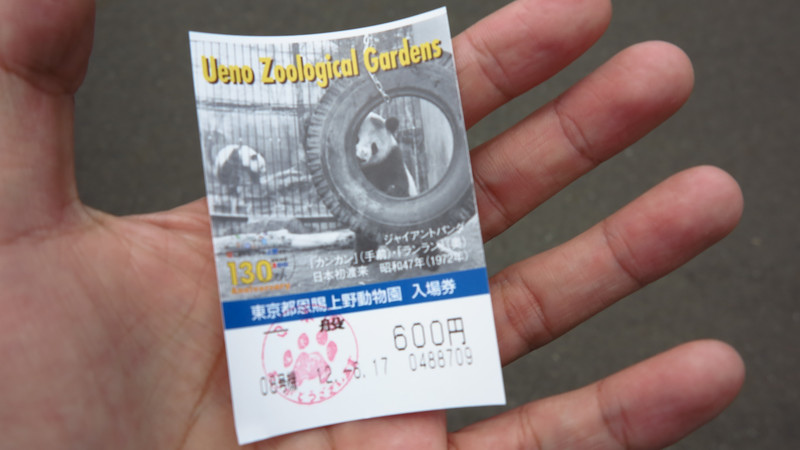 Ueno Zoological Gardens
ジャイアントパンダ
「カンカン」(手前)・「ランラン」(奥)
日本初渡来 昭和47年(1972年)
130
東京都恩賜上野動物園 入場券
一般
600円
12. 6.17 0488709